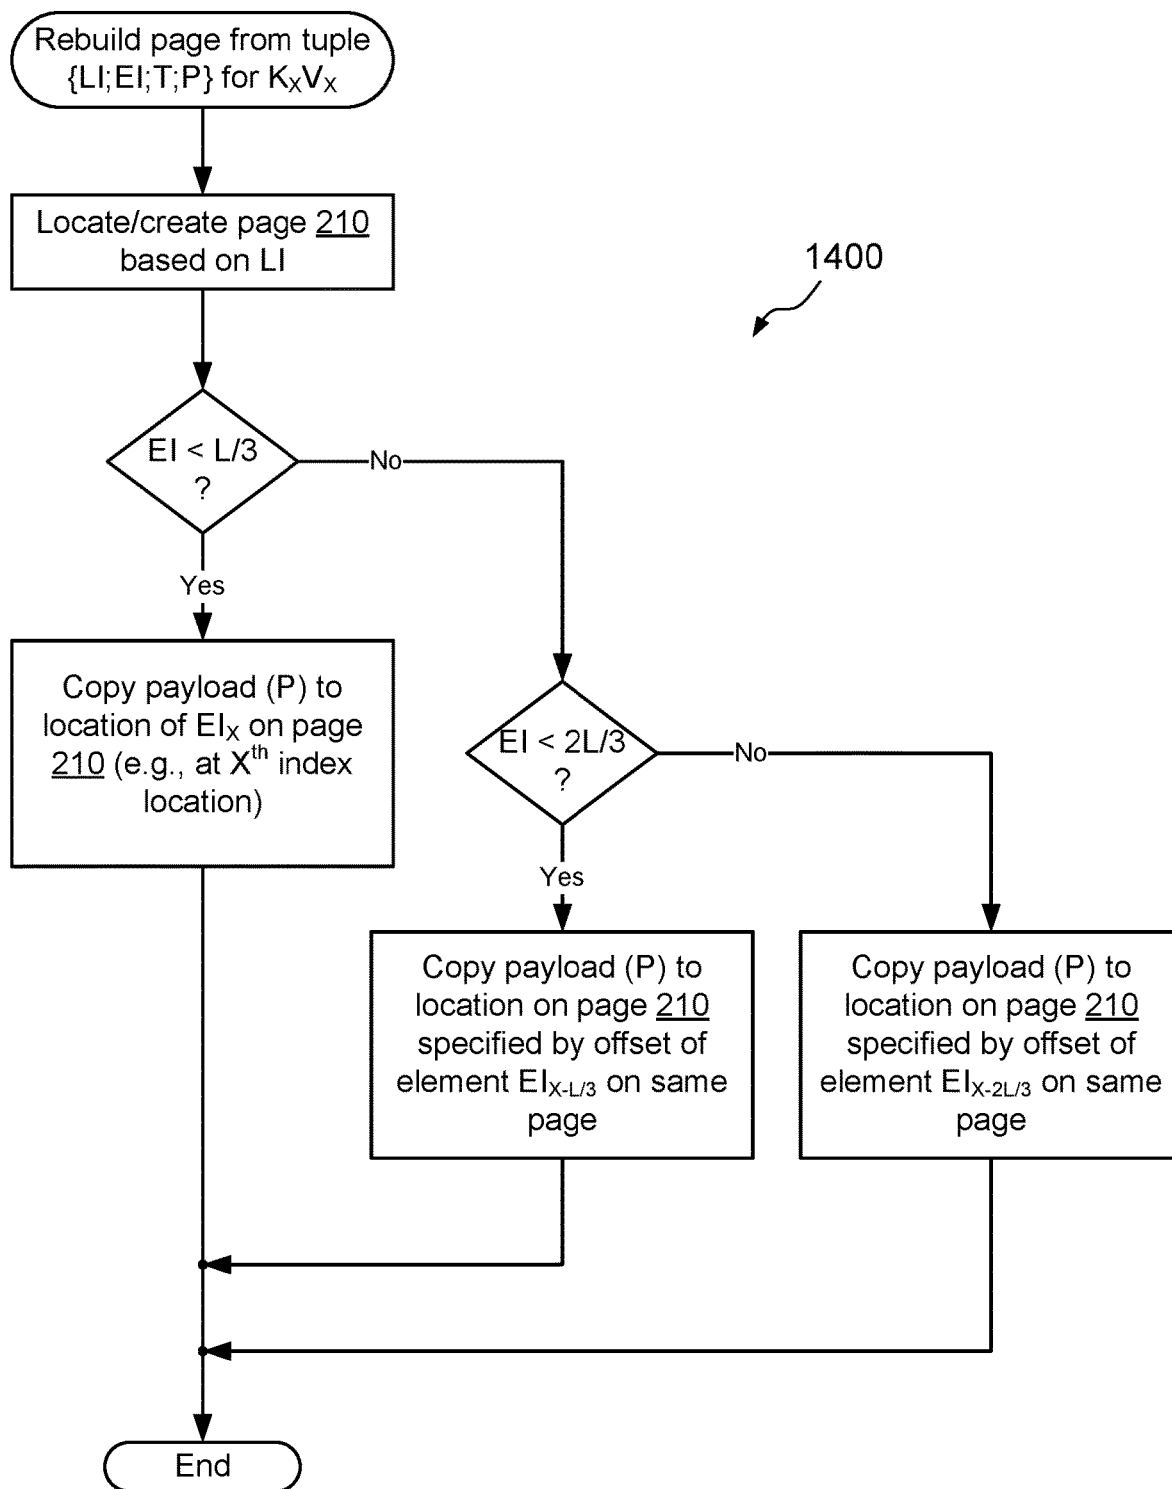 Rebuild page from tuple
{LI;EI;T;P} for KXVX
Locate/create page 210
based on LI
1400
EI < L/3
?
No
Yes
Copy payload (P) to
location of EIX on page
210 (e.g., at Xth index
location)
EI < 2L/3
?
No
Yes
Copy payload (P) to
location on page 210
specified by offset of
element EIX-L/3 on same
page
Copy payload (P) to
location on page 210
specified by offset of
element EIX-2L/3 on same
page
End